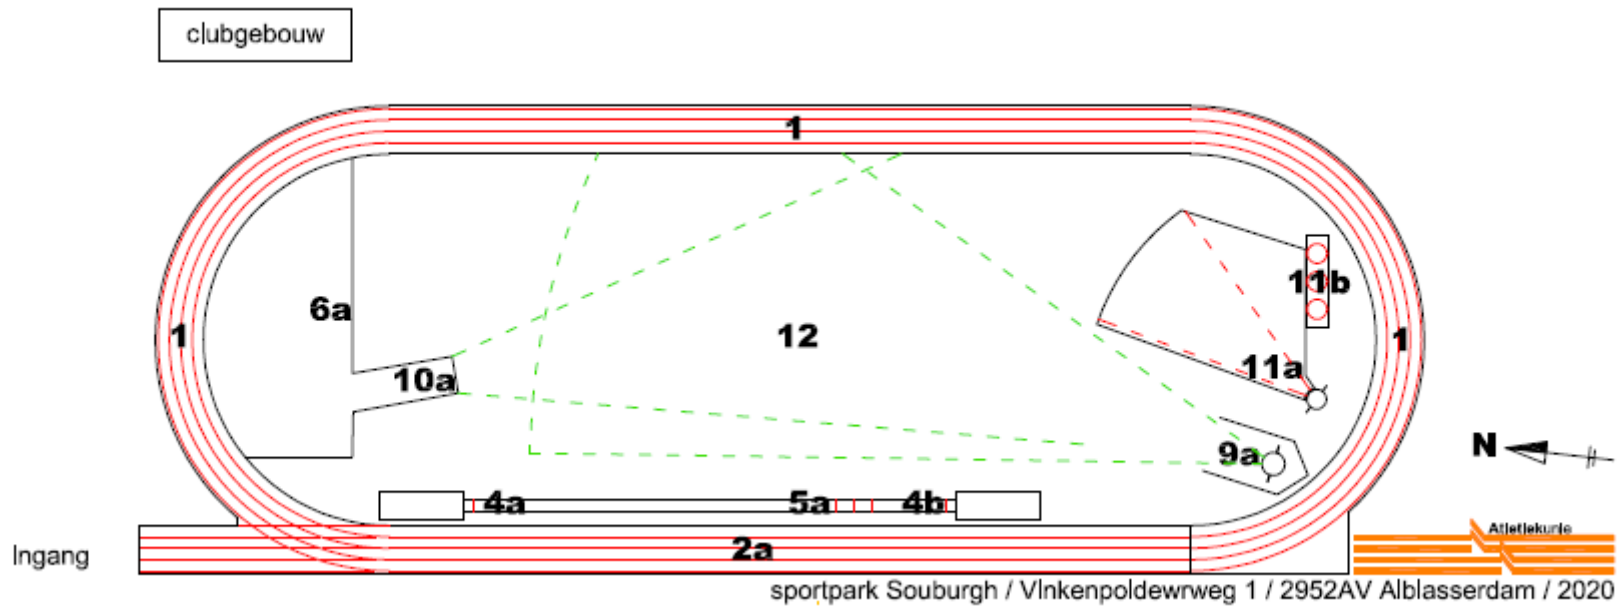 clubgebouw
1
6a
12
11b
1
1
10a
11a
N
9a
4a
5a
4b
2a
Ingang
Atletiekunie
sportpark Souburgh / VInkenpoldewrweg 1 / 2952AV Alblasserdam / 2020